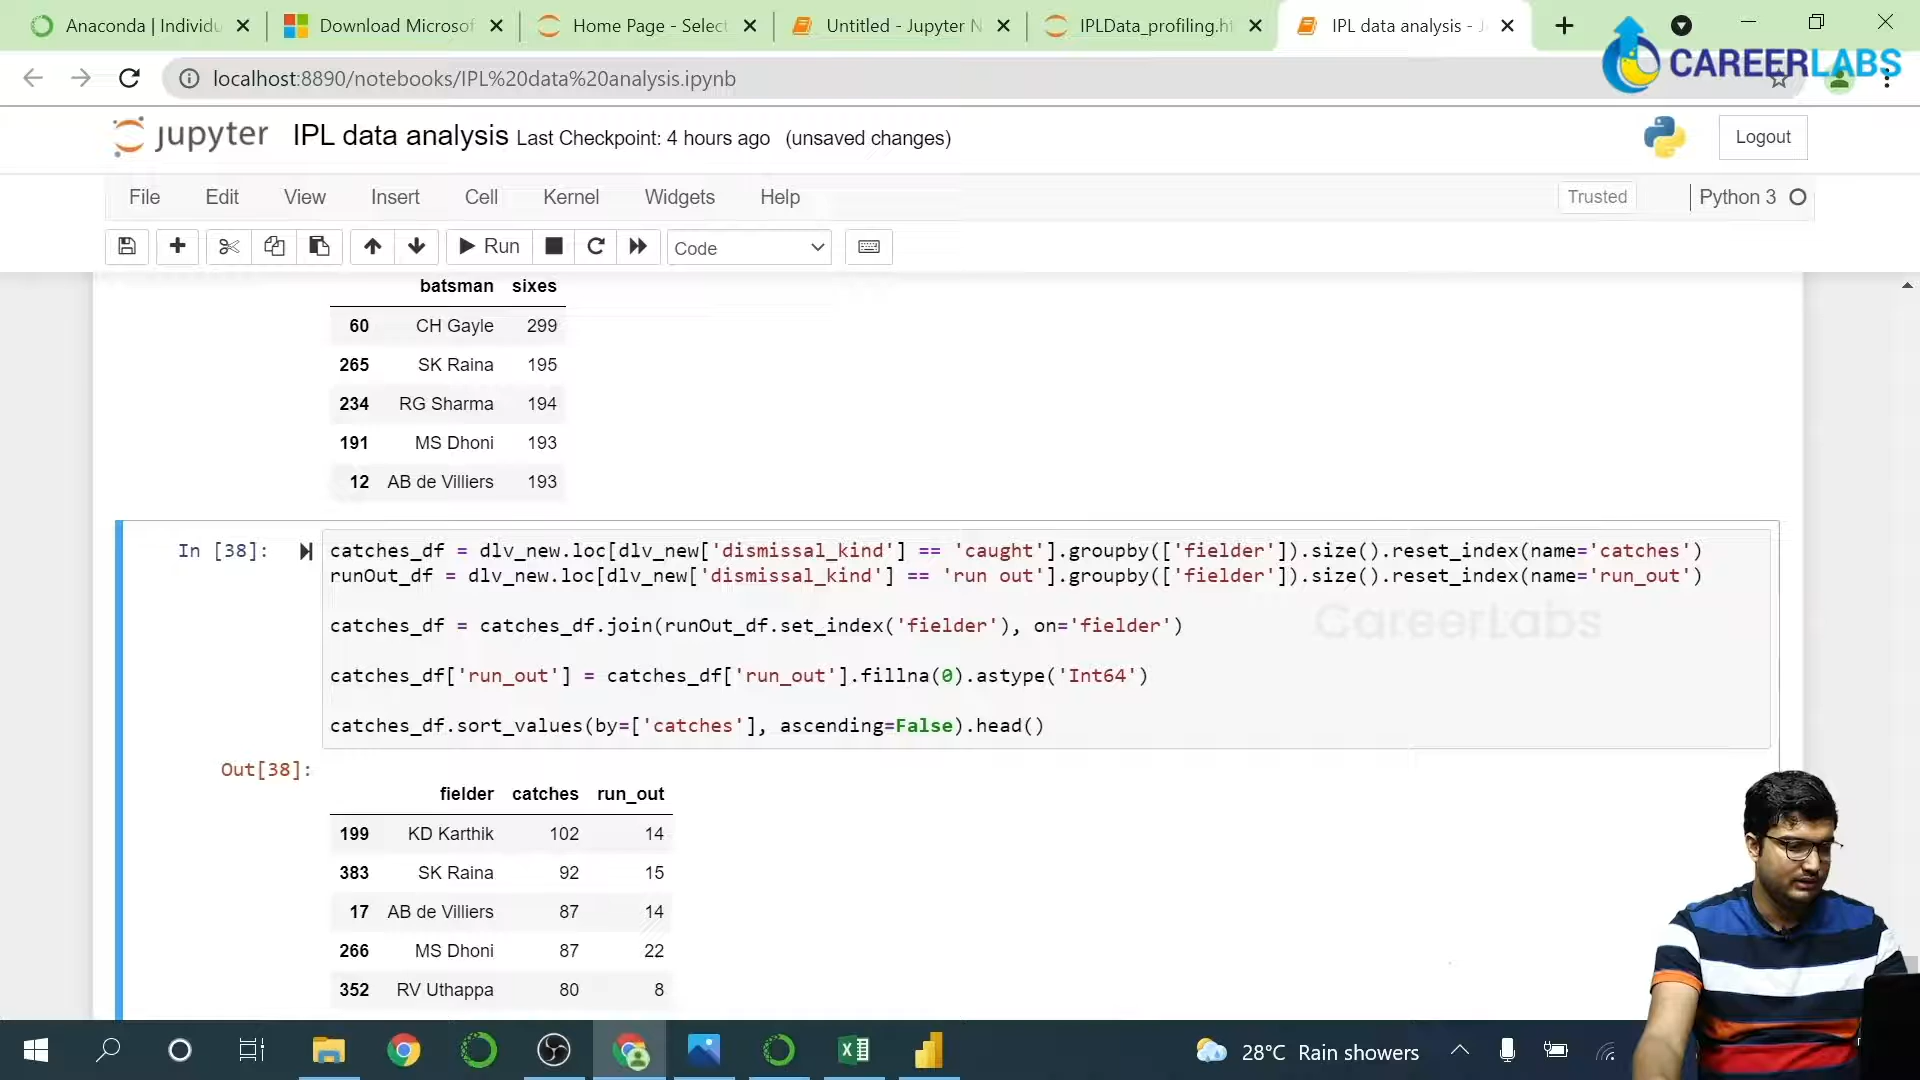 Anaconda | Individu
Download Microsof
Home Page - Select
Untitled - Jupyter N
IPLData_profiling.ht
IPL data analysis - J
CAREERLABS
localhost:8890/notebooks/IPL%20data%20analysis.ipynb
jupyter IPL data analysis Last Checkpoint: 4 hours ago (unsaved changes)
Logout
File Edit View Insert Cell Kernel Widgets Help
Trusted
Python 3
Run
Code
batsman sixes
60 CH Gayle 299
265 SK Raina 195
234 RG Sharma 194
191 MS Dhoni 193
12 AB de Villiers 193
In [38]:
catches_df = dlv_new.loc[dlv_new['dismissal_kind'] == 'caught'].groupby(['fielder']).size().reset_index(name='catches')
runOut_df = dlv_new.loc[dlv_new['dismissal_kind'] == 'run out'].groupby(['fielder']).size().reset_index(name='run_out')
catches_df = catches_df.join(runOut_df.set_index('fielder'), on='fielder')
catches_df['run_out'] = catches_df['run_out'].fillna(0).astype('Int64')
catches_df.sort_values(by=['catches'], ascending=False).head()
CareerLabs
Out[38]:
fielder catches run_out
199 KD Karthik 102 14
383 SK Raina 92 15
17 AB de Villiers 87 14
266 MS Dhoni 87 22
352 RV Uthappa 80 8
28°C Rain showers